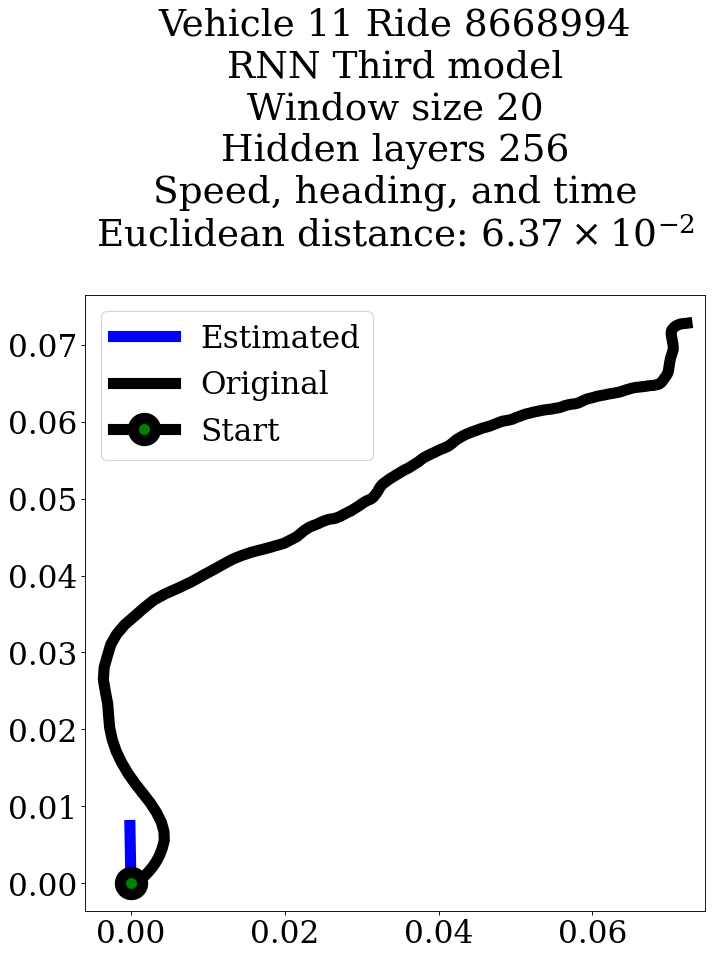 Vehicle 11 Ride 8668994
RNN Third model
Window size 20
Hidden layers 256
Speed, heading, and time
Euclidean distance: 6.37 × 10⁻²
Estimated
Original
Start
0.07
0.06
0.05
0.04
0.03
0.02
0.01
0.00
0.00 0.02 0.04 0.06